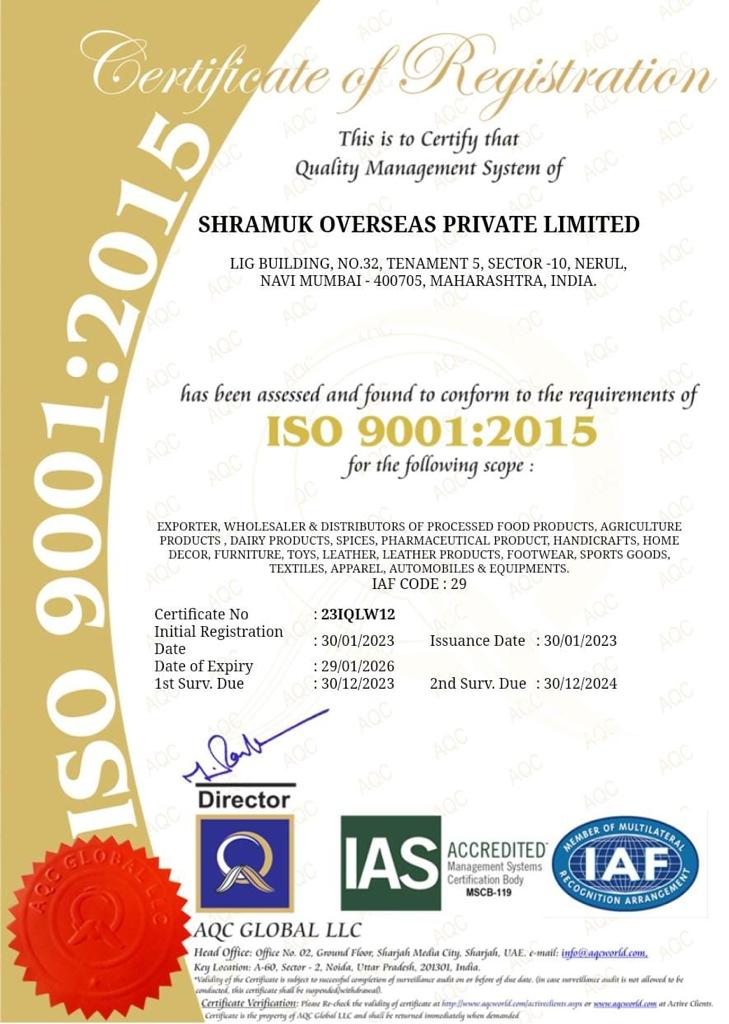 Certificate of Registration
This is to Certify that
Quality Management System of
SHRAMUK OVERSEAS PRIVATE LIMITED
LIG BUILDING, NO.32, TENAMENT 5, SECTOR -10, NERUL,
NAVI MUMBAI - 400705, MAHARASHTRA, INDIA.
has been assessed and found to conform to the requirements of
ISO 9001:2015
for the following scope :
EXPORTER, WHOLESALER & DISTRIBUTORS OF PROCESSED FOOD PRODUCTS, AGRICULTURE
PRODUCTS , DAIRY PRODUCTS, SPICES, PHARMACEUTICAL PRODUCT, HANDICRAFTS, HOME
DECOR, FURNITURE, TOYS, LEATHER, LEATHER PRODUCTS, FOOTWEAR, SPORTS GOODS,
TEXTILES, APPAREL, AUTOMOBILES & EQUIPMENTS.
IAF CODE : 29
Certificate No : 23IQLW12
Initial Registration
Date : 30/01/2023 Issuance Date : 30/01/2023
Date of Expiry : 29/01/2026
1st Surv. Due : 30/12/2023 2nd Surv. Due : 30/12/2024
ISO 9001:2015
Director
IAS
ACCREDITED
Management Systems
Certification Body
MSCB-119
MEMBER OF MULTILATERAL
IAF
RECOGNITION ARRANGEMENT
AQC GLOBAL LLC
AQC GLOBAL LLC
Head Office: Office No. 02, Ground Floor, Sharjah Media City, Sharjah, UAE. e-mail: info@aqcworld.com,
Key Location: A-60, Sector - 2, Noida, Uttar Pradesh, 201301, India.
*Validity of the Certificate is subject to successful completion of surveillance audit on or before of due date. (in case surveillance audit is not allowed to be
conducted, this certificate shall be suspended/withdrawal).
Certificate Verification: Please Re-check the validity of certificate at http://www.aqcworld.com/activeclients.aspx or www.aqcworld.com at Active Clients.
Certificate is the property of AQC Global LLC and shall be returned immediately when demanded